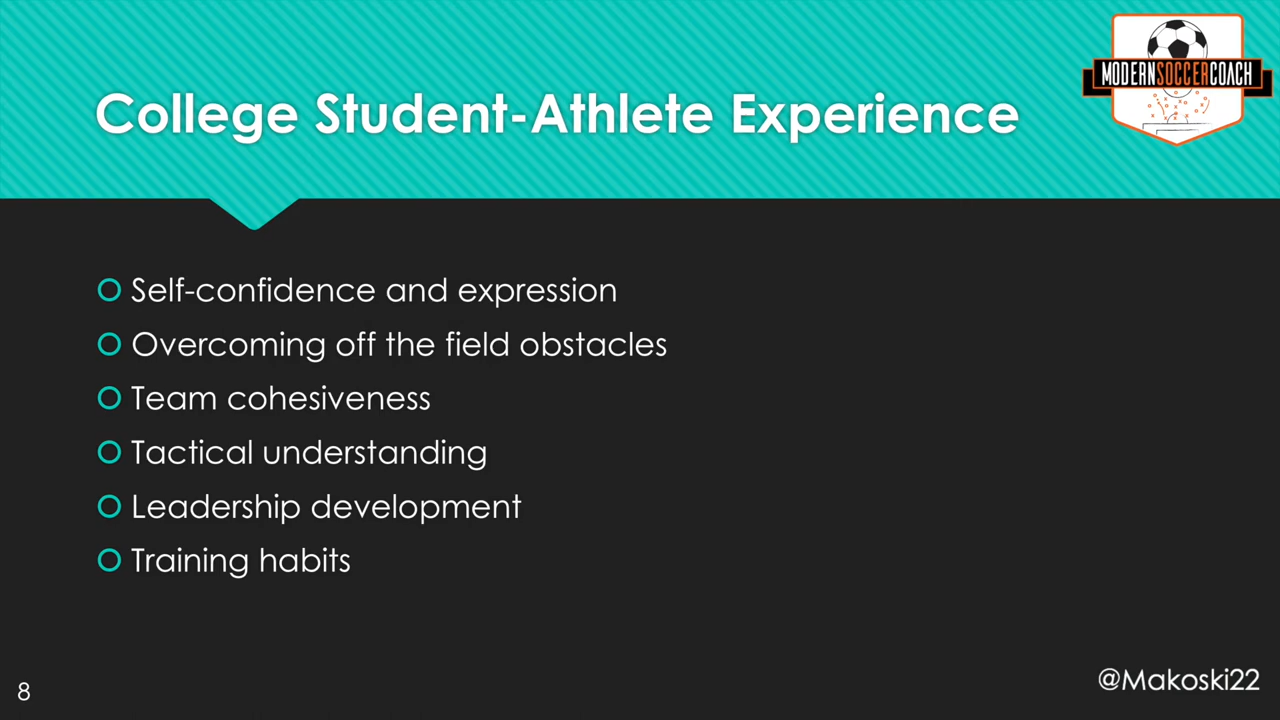 College Student-Athlete Experience
MODERNSOCCERCOACH
Self-confidence and expression
Overcoming off the field obstacles
Team cohesiveness
Tactical understanding
Leadership development
Training habits
8
@Makoski22